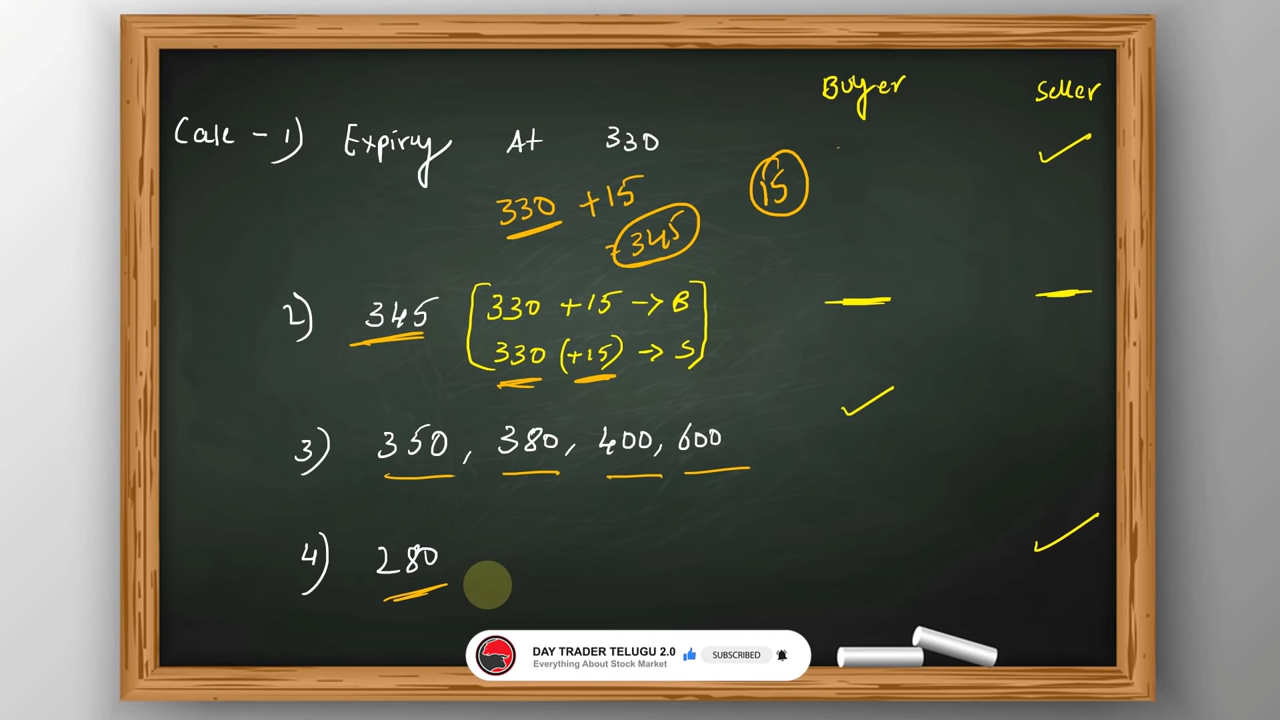 Buyer Seller
Case - 1) Expiry At 330
330 + 15 15
= 345
2) 345 [330 + 15 -> B
330 (+15) -> S]
3) 350, 380, 400, 600
4) 280
DAY TRADER TELUGU 2.0
Everything About Stock Market
SUBSCRIBED